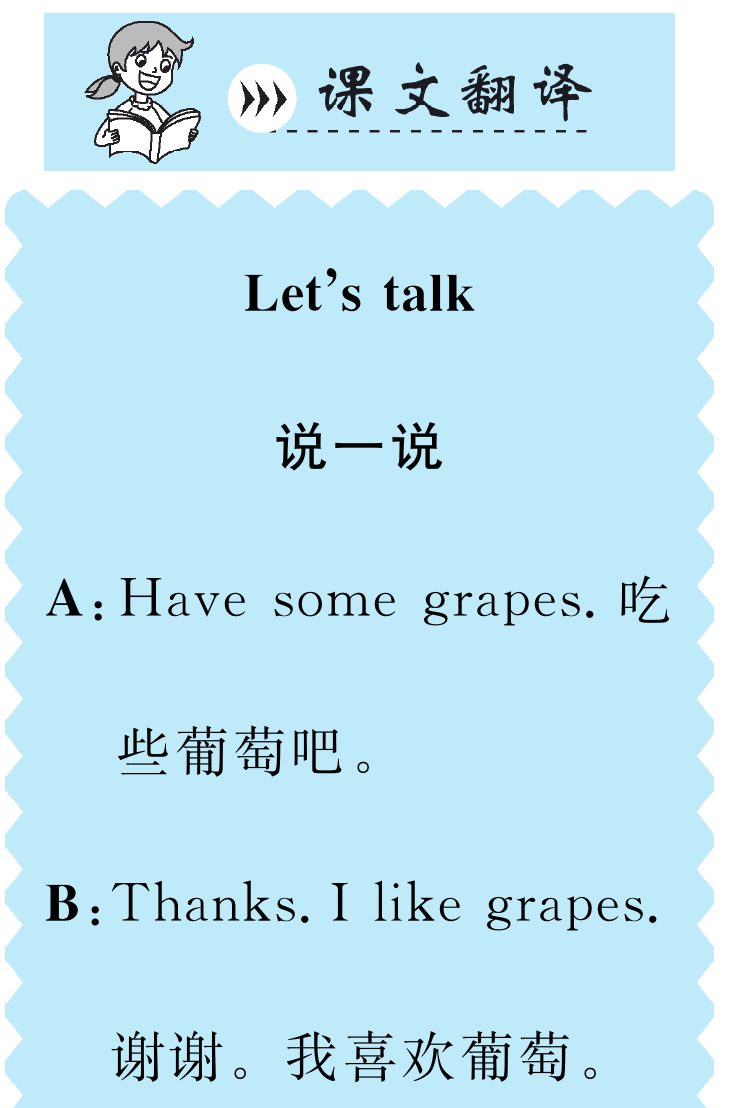 课文翻译
Let's talk
说一说
A:Have some grapes. 吃
些葡萄吧。
B:Thanks. I like grapes.
谢谢。我喜欢葡萄。